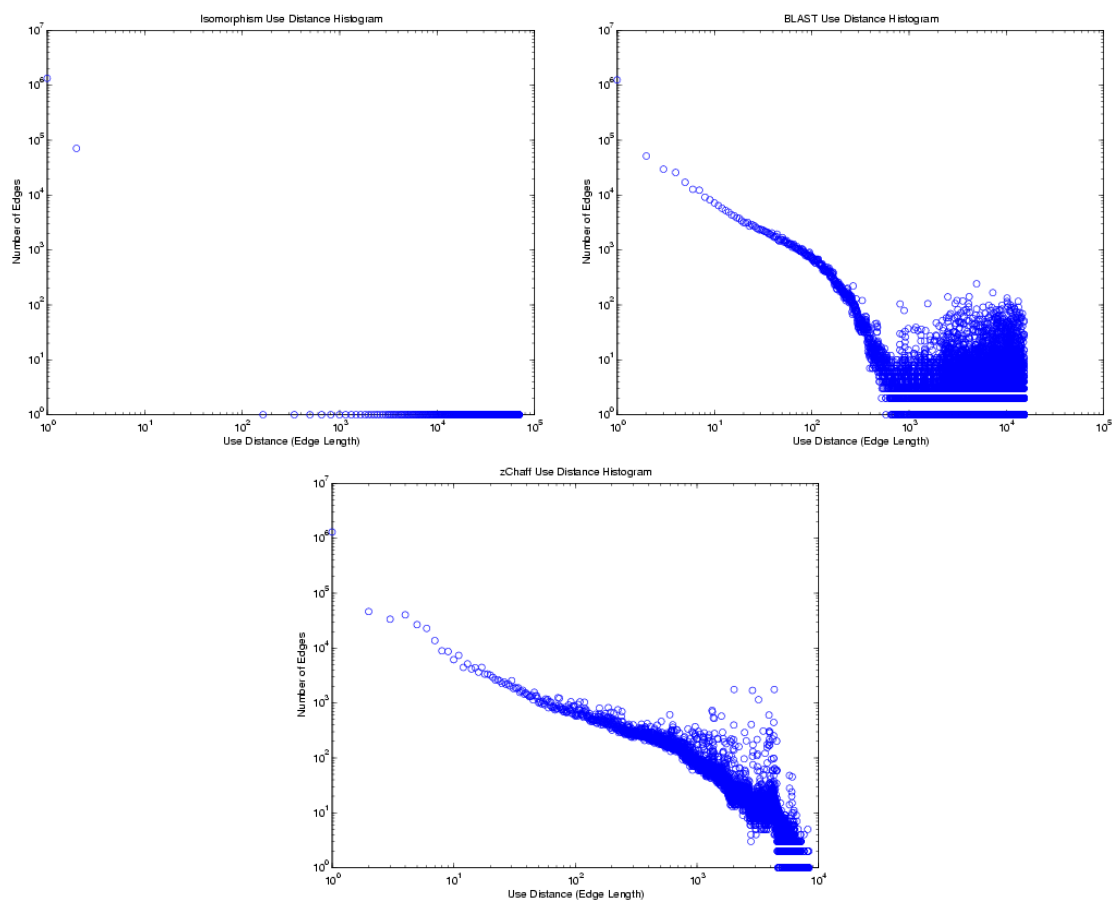 Isomorphism Use Distance Histogram
10^7
10^6
10^5
10^4
10^3
10^2
10^1
10^0
Number of Edges
10^0 10^1 10^2 10^3 10^4 10^5
Use Distance (Edge Length)
BLAST Use Distance Histogram
10^7
10^6
10^5
10^4
10^3
10^2
10^1
10^0
Number of Edges
10^0 10^1 10^2 10^3 10^4 10^5
Use Distance (Edge Length)
zChaff Use Distance Histogram
10^7
10^6
10^5
10^4
10^3
10^2
10^1
10^0
Number of Edges
10^0 10^1 10^2 10^3 10^4
Use Distance (Edge Length)